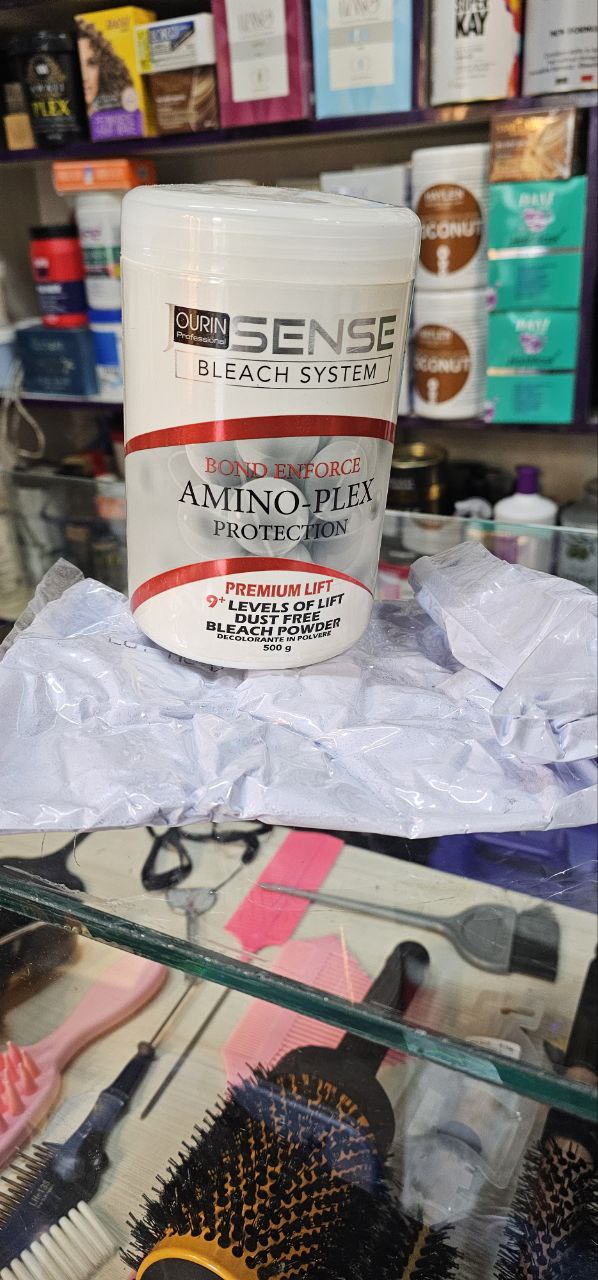 SUPER
KAY
PLEX
COCONUT
COCONUT
JOURIN
Professional
SENSE
BLEACH SYSTEM
BOND ENFORCE
AMINO-PLEX
PROTECTION
PREMIUM LIFT
9+ LEVELS OF LIFT
DUST FREE
BLEACH POWDER
DECOLORANTE IN POLVERE
500 g